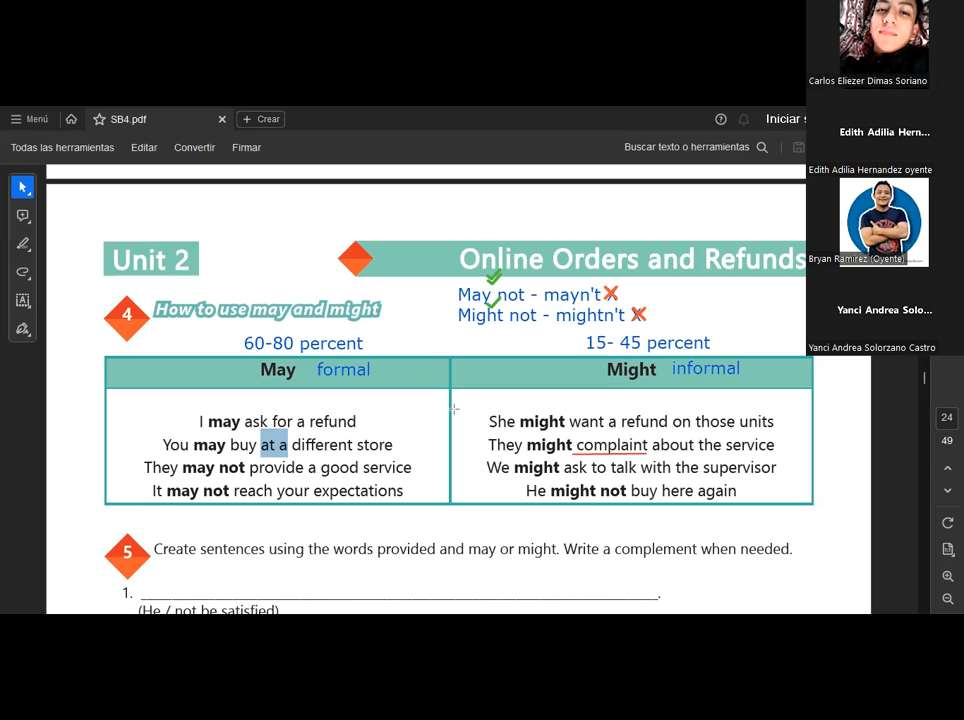 Menú
SB4.pdf
Crear
Iniciar s
Todas las herramientas
Editar
Convertir
Firmar
Buscar texto o herramientas
Carlos Eliezer Dimas Soriano
Edith Adilia Hern...
Edith Adilia Hernandez oyente
Bryan Ramírez (Oyente)
Yanci Andrea Solo...
Yanci Andrea Solorzano Castro
Unit 2
Online Orders and Refunds
May not - mayn't X
Might not - mightn't X
4 How to use may and might
60-80 percent
15- 45 percent
May formal
Might informal
I may ask for a refund
You may buy at a different store
They may not provide a good service
It may not reach your expectations
She might want a refund on those units
They might complaint about the service
We might ask to talk with the supervisor
He might not buy here again
24
49
5 Create sentences using the words provided and may or might. Write a complement when needed.
1. ______________________________.
(He / not be satisfied)